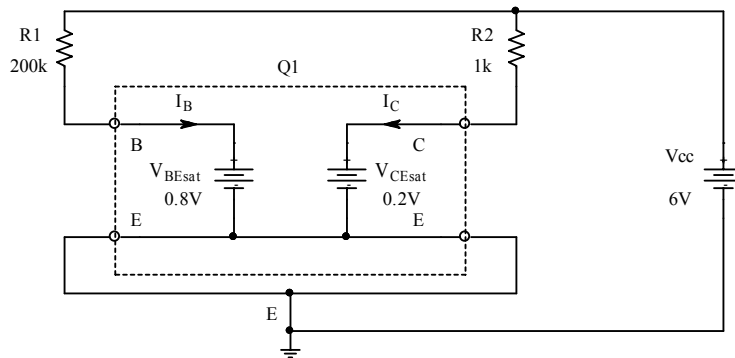 R1
200k
R2
1k
Q1
I_B
I_C
B
C
V_BEsat
0.8V
V_CEsat
0.2V
Vcc
6V
E
E
E